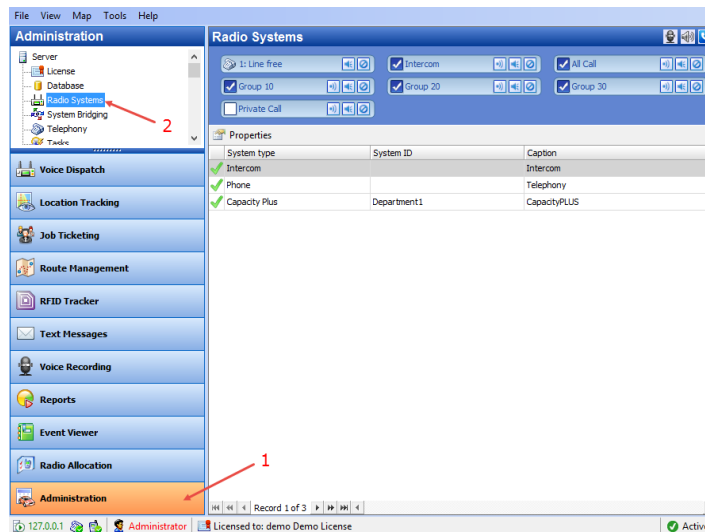 File View Map Tools Help
Administration
Radio Systems
Server
License
Database
Radio Systems
System Bridging
Telephony
Tasks
2
1: Line free
Intercom
All Call
Group 10
Group 20
Group 30
Private Call
Properties
System type System ID Caption
Intercom Intercom
Phone Telephony
Capacity Plus Department1 CapacityPLUS
Voice Dispatch
Location Tracking
Job Ticketing
Route Management
RFID Tracker
Text Messages
Voice Recording
Reports
Event Viewer
Radio Allocation
Administration
1
Record 1 of 3
127.0.0.1 Administrator Licensed to: demo Demo License Active